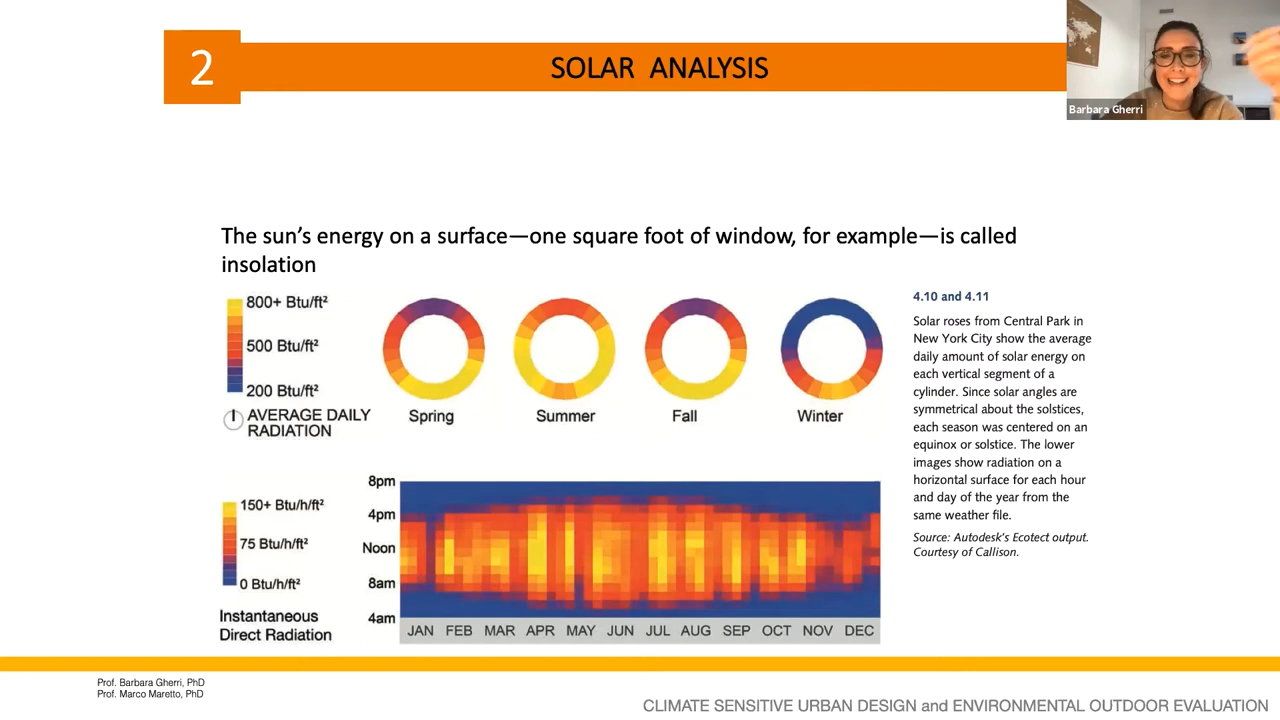 2
SOLAR ANALYSIS
Barbara Gherri
The sun's energy on a surface—one square foot of window, for example—is called
insolation
800+ Btu/ft²
500 Btu/ft²
200 Btu/ft²
AVERAGE DAILY
RADIATION
Spring
Summer
Fall
Winter
4.10 and 4.11
Solar roses from Central Park in
New York City show the average
daily amount of solar energy on
each vertical segment of a
cylinder. Since solar angles are
symmetrical about the solstices,
each season was centered on an
equinox or solstice. The lower
images show radiation on a
horizontal surface for each hour
and day of the year from the
same weather file.
Source: Autodesk's Ecotect output.
Courtesy of Callison.
150+ Btu/h/ft²
75 Btu/h/ft²
0 Btu/h/ft²
Instantaneous
Direct Radiation
8pm
4pm
Noon
8am
4am
JAN FEB MAR APR MAY JUN JUL AUG SEP OCT NOV DEC
Prof. Barbara Gherri, PhD
Prof. Marco Maretto, PhD
CLIMATE SENSITIVE URBAN DESIGN and ENVIRONMENTAL OUTDOOR EVALUATION